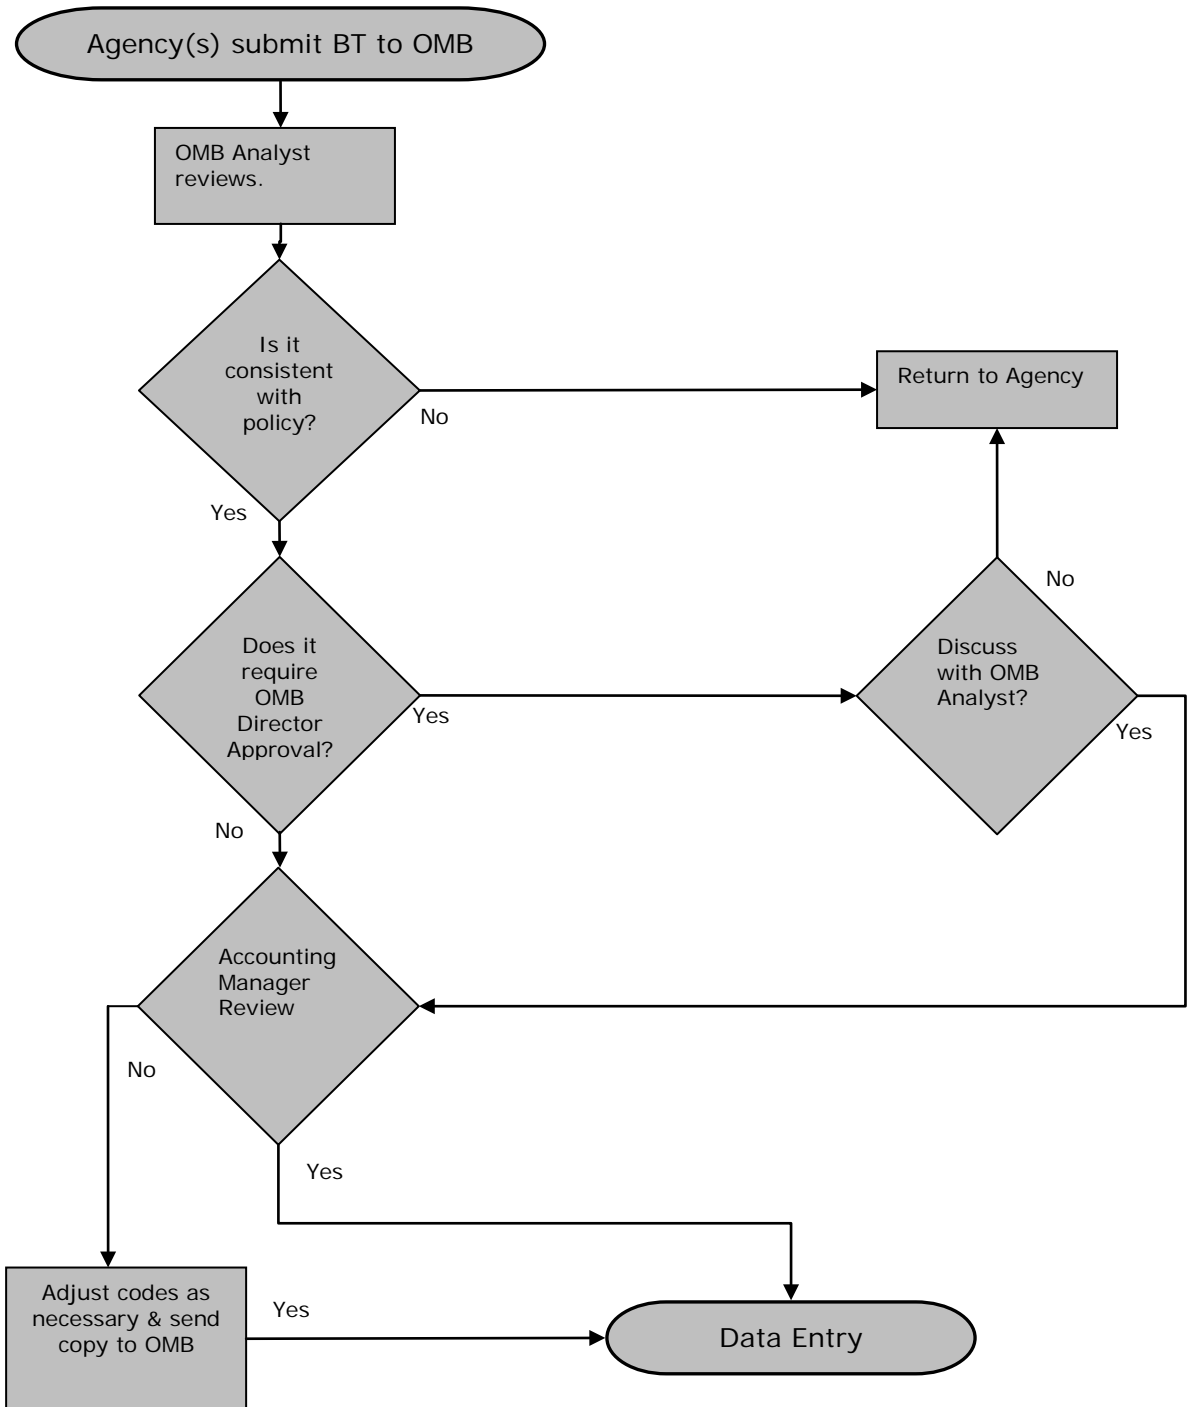 Agency(s) submit BT to OMB
OMB Analyst
reviews.
Is it
consistent
with
policy?
No
Return to Agency
Yes
Does it
require
OMB
Director
Approval?
Yes
No
Discuss
with OMB
Analyst?
No
Yes
Accounting
Manager
Review
No
Yes
Adjust codes as
necessary & send
copy to OMB
Yes
Data Entry